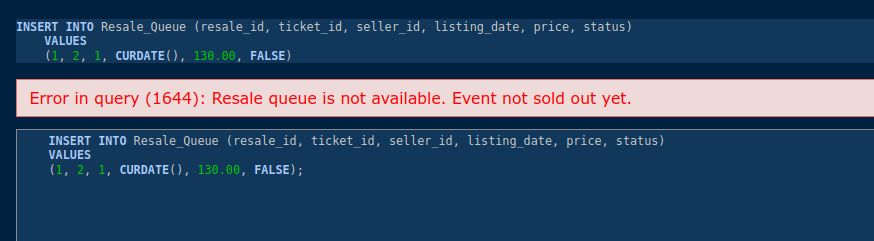 INSERT INTO Resale_Queue (resale_id, ticket_id, seller_id, listing_date, price, status)
VALUES
(1, 2, 1, CURDATE(), 130.00, FALSE)
Error in query (1644): Resale queue is not available. Event not sold out yet.
INSERT INTO Resale_Queue (resale_id, ticket_id, seller_id, listing_date, price, status)
VALUES
(1, 2, 1, CURDATE(), 130.00, FALSE);